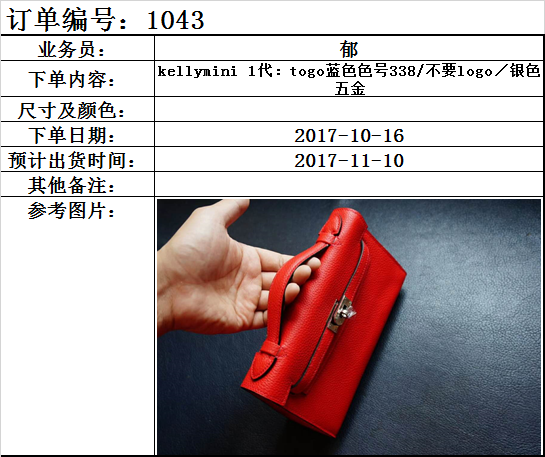 订单编号：1043
业务员： 郁
下单内容： kellymini 1代：togo蓝色色号338/不要logo／银色
五金
尺寸及颜色：
下单日期： 2017-10-16
预计出货时间： 2017-11-10
其他备注：
参考图片：